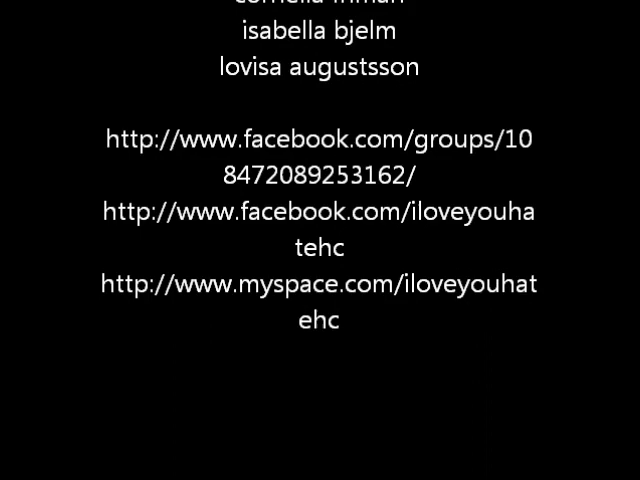 isabella bjelm
lovisa augustsson
http://www.facebook.com/groups/10
8472089253162/
http://www.facebook.com/iloveyouha
tehc
http://www.myspace.com/iloveyouhat
ehc